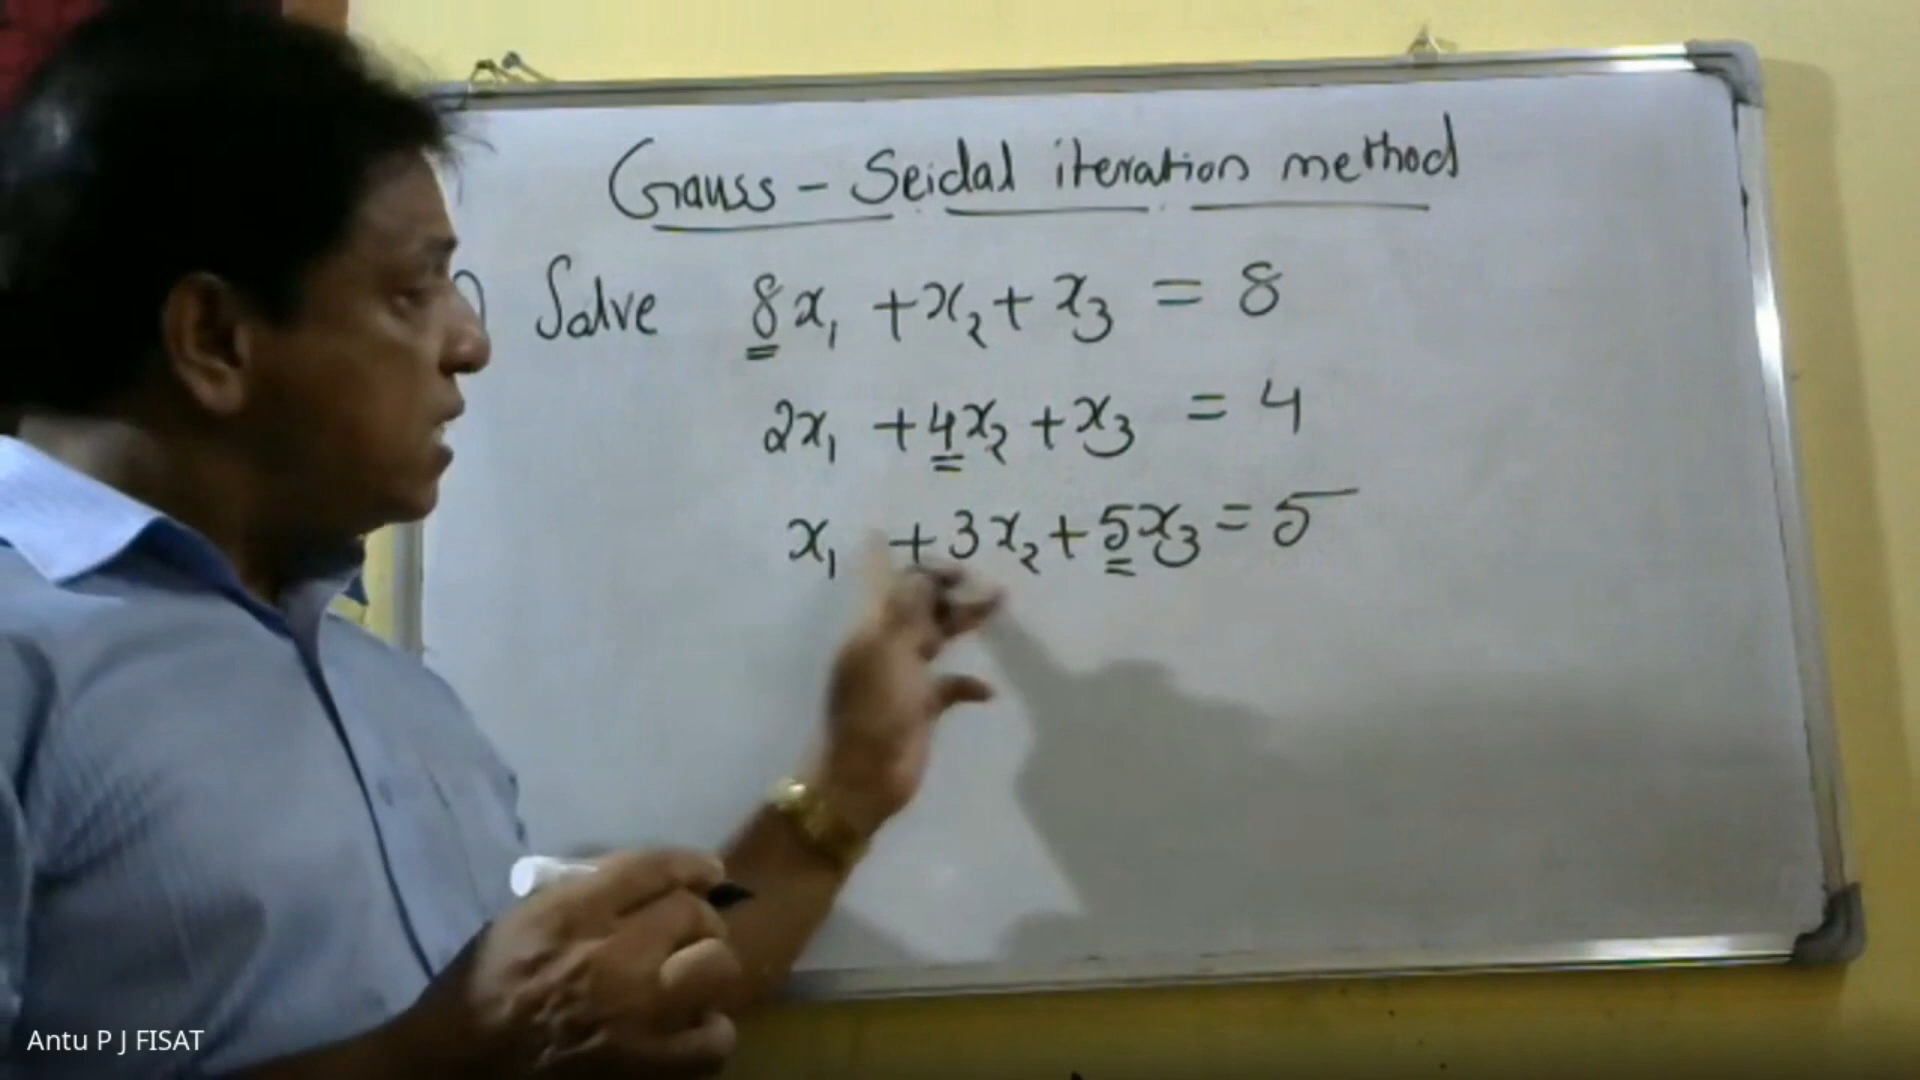 Gauss - Seidal iteration method
Solve 8x₁ + x₂ + x₃ = 8
2x₁ + 4x₂ + x₃ = 4
x₁ + 3x₂ + 5x₃ = 5
Antu P J FISAT